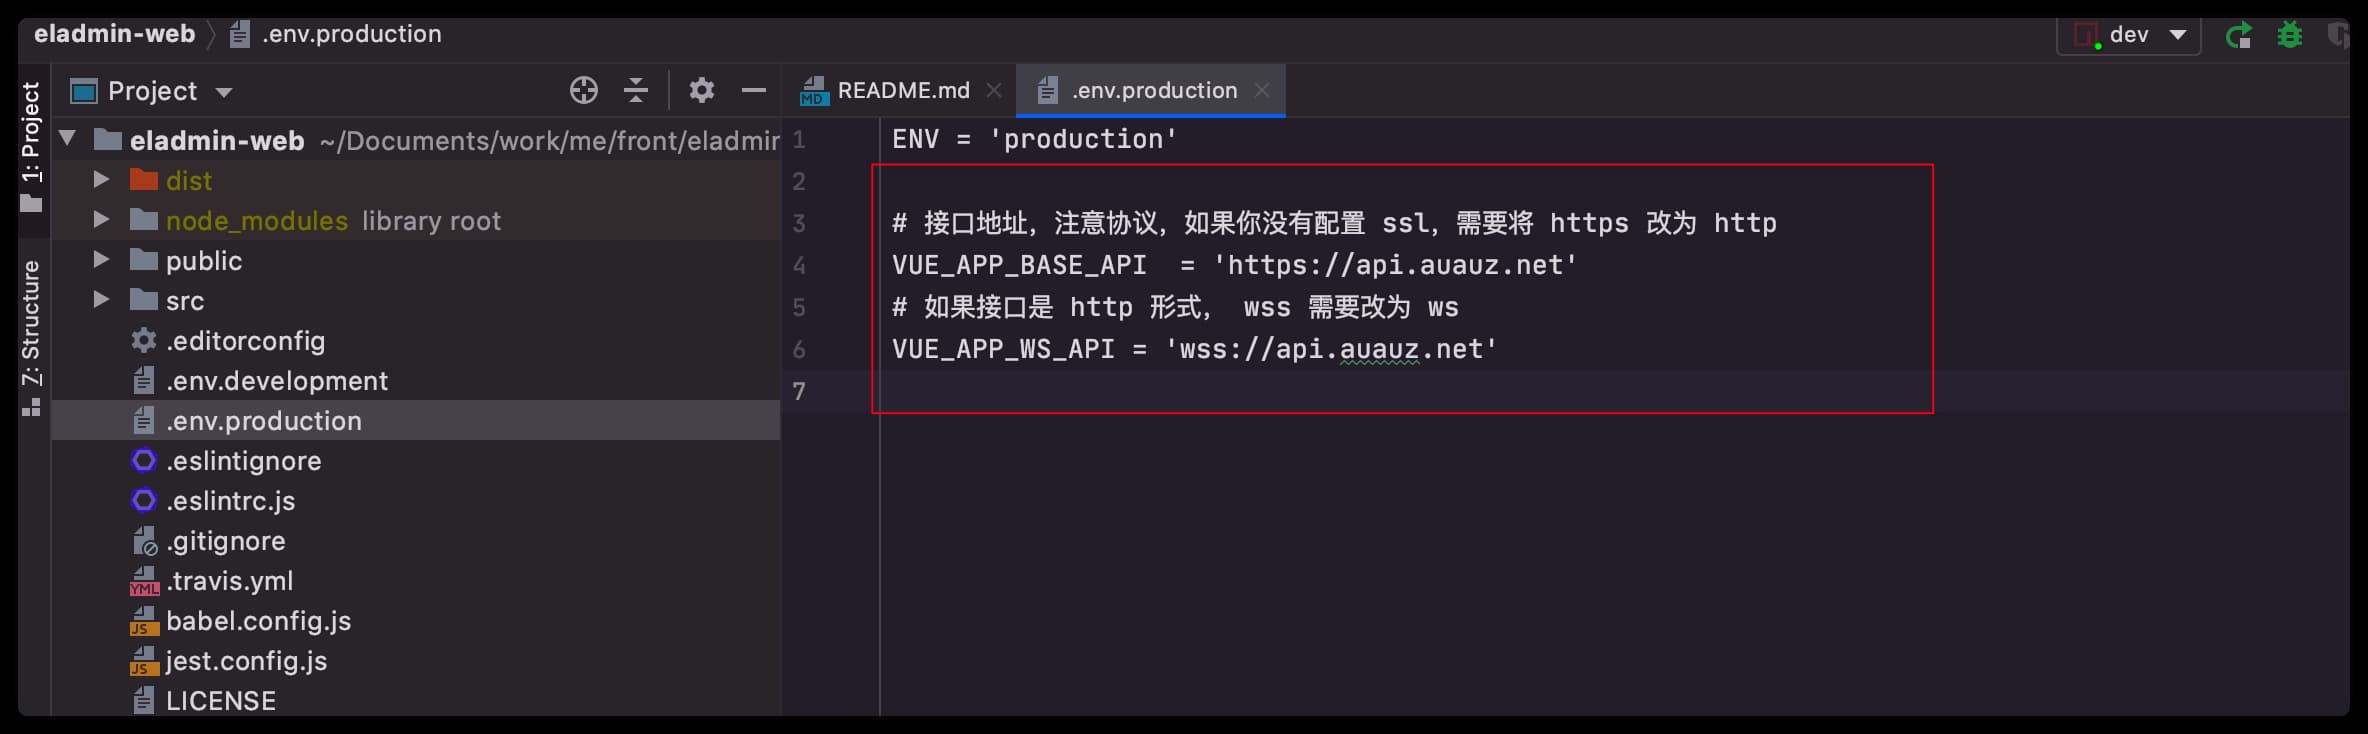 eladmin-web
.env.production
dev
1: Project
Z: Structure
Project
README.md
.env.production
eladmin-web ~/Documents/work/me/front/eladmin
dist
node_modules library root
public
src
.editorconfig
.env.development
.env.production
.eslintignore
.eslintrc.js
.gitignore
YML .travis.yml
JS babel.config.js
JS jest.config.js
LICENSE
MD
1 ENV = 'production'
2
3 # 接口地址，注意协议，如果你没有配置 ssl，需要将 https 改为 http
4 VUE_APP_BASE_API  = 'https://api.auauz.net'
5 # 如果接口是 http 形式， wss 需要改为 ws
6 VUE_APP_WS_API = 'wss://api.auauz.net'
7